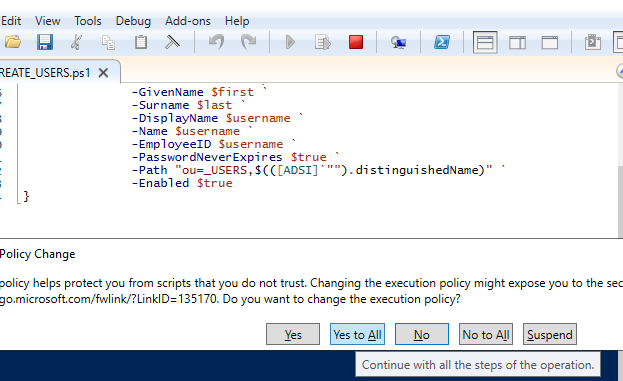 Edit View Tools Debug Add-ons Help
REATE_USERS.ps1 X
-GivenName $first `
-Surname $last `
-DisplayName $username `
-Name $username `
-EmployeeID $username `
-PasswordNeverExpires $true `
-Path "ou=_USERS,$(([ADSI]`"").distinguishedName)" `
-Enabled $true
}
Policy Change
policy helps protect you from scripts that you do not trust. Changing the execution policy might expose you to the sec
go.microsoft.com/fwlink/?LinkID=135170. Do you want to change the execution policy?
Yes Yes to All No No to All Suspend
Continue with all the steps of the operation.